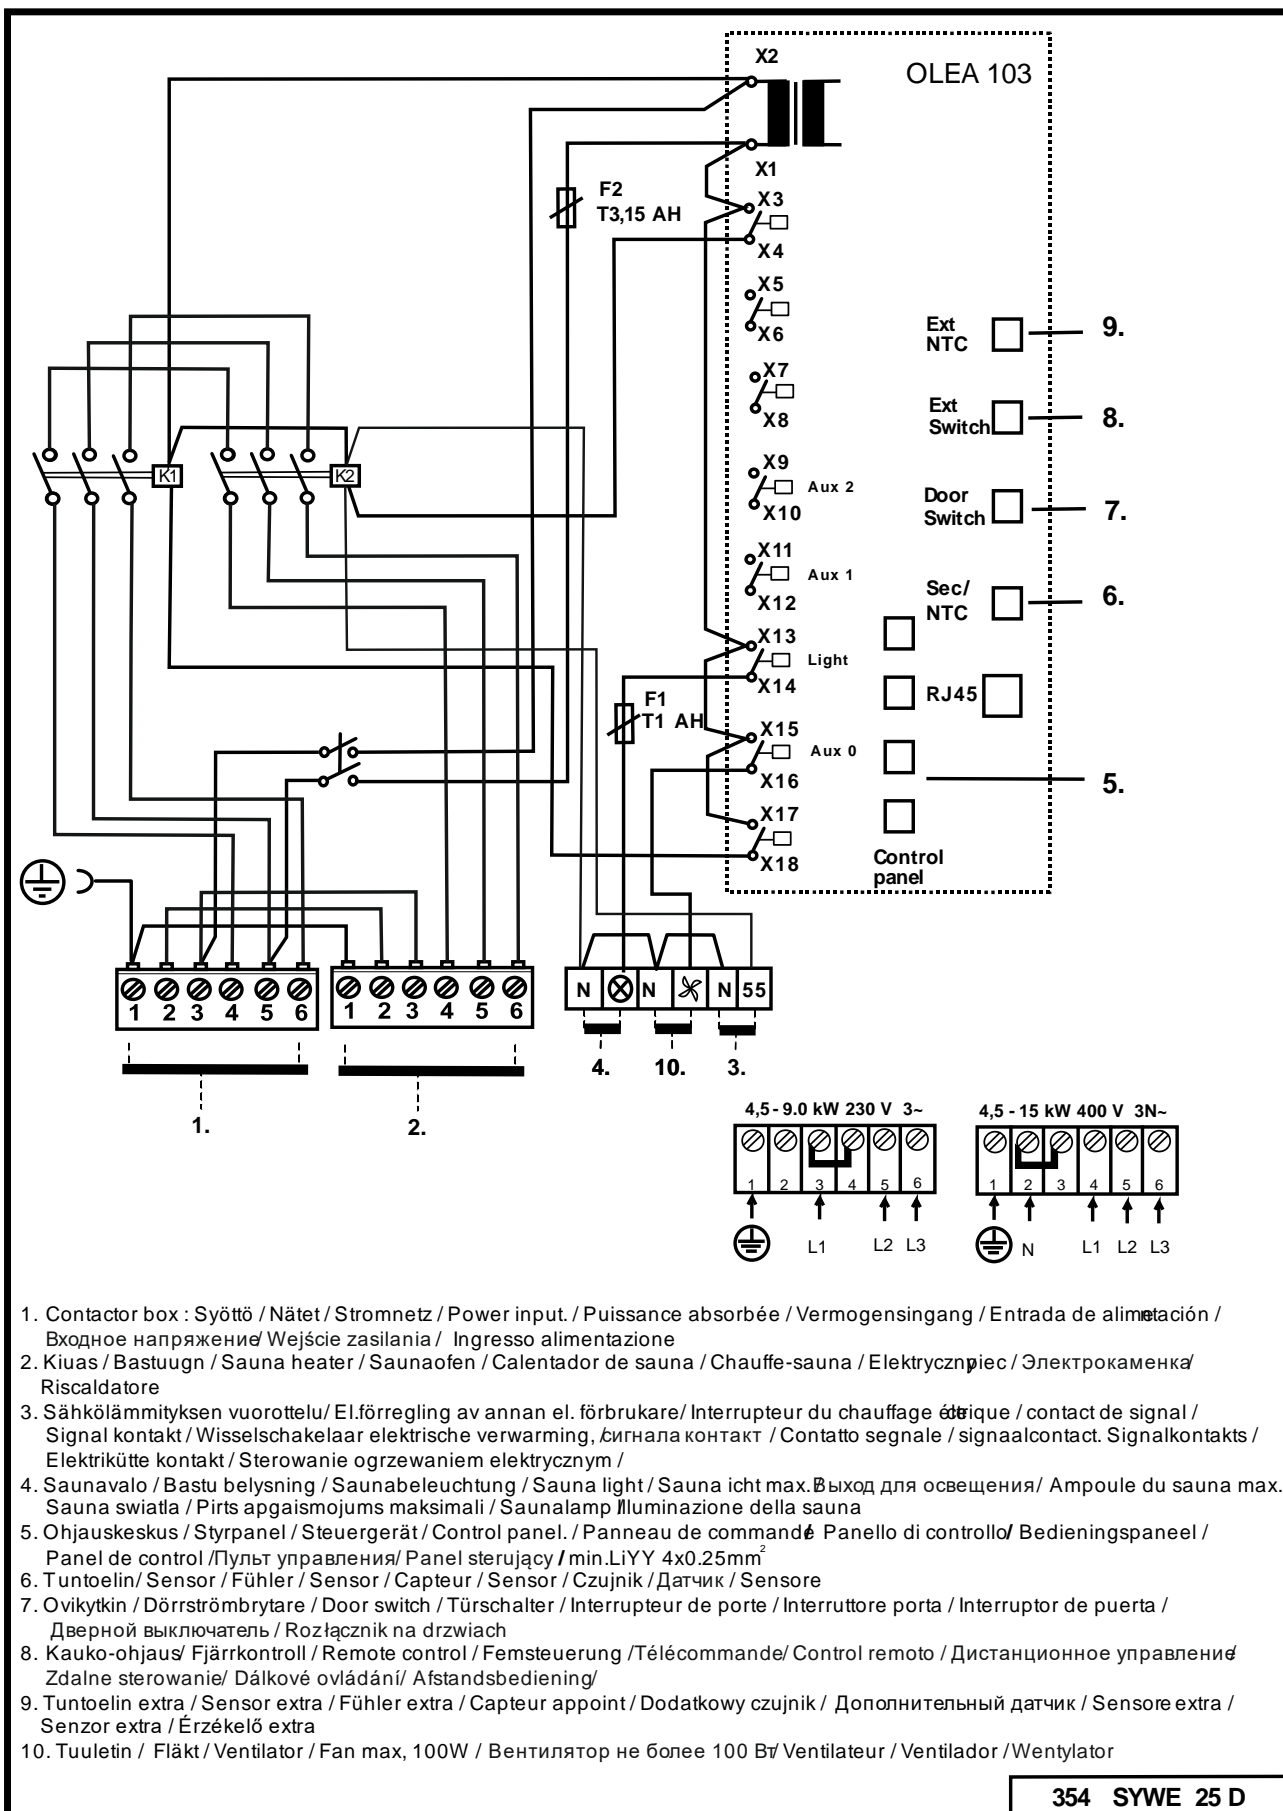 X2
OLEA 103
X1
F2
T3,15 AH
X3
X4
X5
X6
Ext
NTC
9.
X7
X8
Ext
Switch
8.
K1
K2
X9
Aux 2
X10
Door
Switch
7.
X11
Aux 1
X12
Sec/
NTC
6.
X13
Light
X14
RJ45
F1
T1 AH
X15
Aux 0
X16
5.
X17
X18
Control
panel
1 2 3 4 5 6
1 2 3 4 5 6
N N N 55
4. 10. 3.
1. 2.
4,5 - 9.0 kW 230 V 3~
1 2 3 4 5 6
L1 L2 L3
4,5 - 15 kW 400 V 3N~
1 2 3 4 5 6
N L1 L2 L3
1. Contactor box : Syöttö / Nätet / Stromnetz / Power input. / Puissance absorbée / Vermogensingang / Entrada de alimentación /
Входное напряжение/ Wejście zasilania / Ingresso alimentazione
2. Kiuas / Bastuugn / Sauna heater / Saunaofen / Calentador de sauna / Chauffe-sauna / Elektryczny piec / Электрокаменка/
Riscaldatore
3. Sähkölämmityksen vuorottelu/ El.förregling av annan el. förbrukare/ Interrupteur du chauffage éctrique / contact de signal /
Signal kontakt / Wisselschakelaar elektrische verwarming, /сигнала контакт / Contatto segnale / signaalcontact. Signalkontakts /
Elektrikütte kontakt / Sterowanie ogrzewaniem elektrycznym /
4. Saunavalo / Bastu belysning / Saunabeleuchtung / Sauna light / Sauna icht max. Выход для освещения/ Ampoule du sauna max.
Sauna swiatla / Pirts apgaismojums maksimali / Saunalamp /Illuminazione della sauna
5. Ohjauskeskus / Styrpanel / Steuergerät / Control panel. / Panneau de commandé Panello di controllo/ Bedieningspaneel /
Panel de control /Пульт управления/ Panel sterujący / min.LiYY 4x0.25mm²
6. Tuntoelin/ Sensor / Fühler / Sensor / Capteur / Sensor / Czujnik / Датчик / Sensore
7. Ovikytkin / Dörrströmbrytare / Door switch / Türschalter / Interrupteur de porte / Interruttore porta / Interruptor de puerta /
Дверной выключатель / Rozłącznik na drzwiach
8. Kauko-ohjaus/ Fjärrkontroll / Remote control / Femsteuerung /Télécommande/ Control remoto / Дистанционное управление/
Zdalne sterowanie/ Dálkové ovládání/ Afstandsbediening/
9. Tuntoelin extra / Sensor extra / Fühler extra / Capteur appoint / Dodatkowy czujnik / Дополнительный датчик / Sensore extra /
Senzor extra / Érzékelő extra
10. Tuuletin / Fläkt / Ventilator / Fan max, 100W / Вентилятор не более 100 Вт/ Ventilateur / Ventilador / Wentylator
354 SYWE 25 D